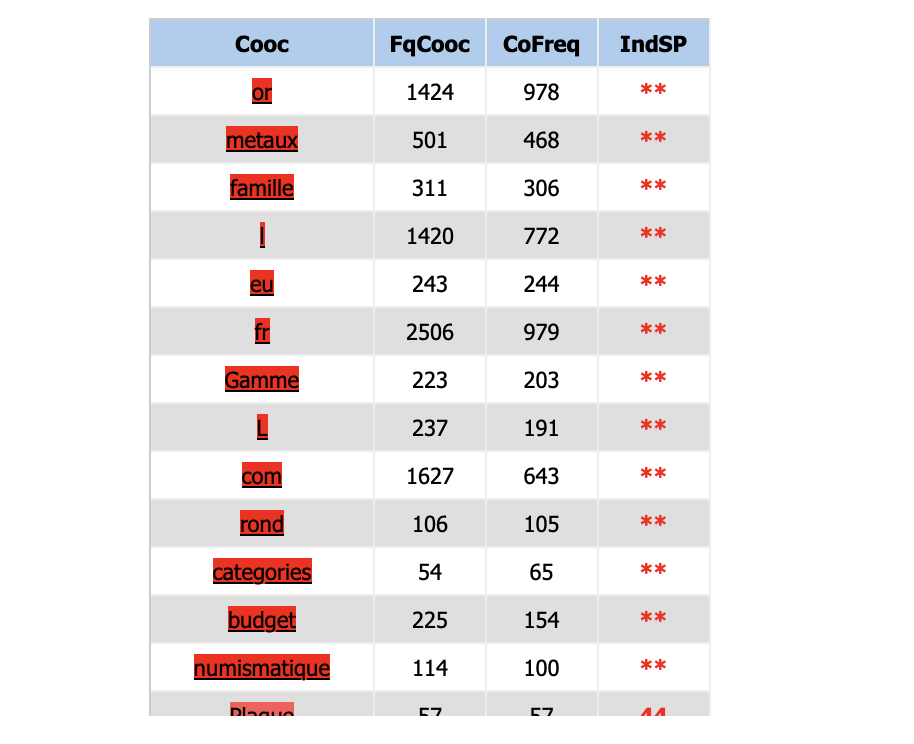 Cooc FqCooc CoFreq IndSP
or 1424 978 **
metaux 501 468 **
famille 311 306 **
l 1420 772 **
eu 243 244 **
fr 2506 979 **
Gamme 223 203 **
L 237 191 **
com 1627 643 **
rond 106 105 **
categories 54 65 **
budget 225 154 **
numismatique 114 100 **
Plaque 57 57 44